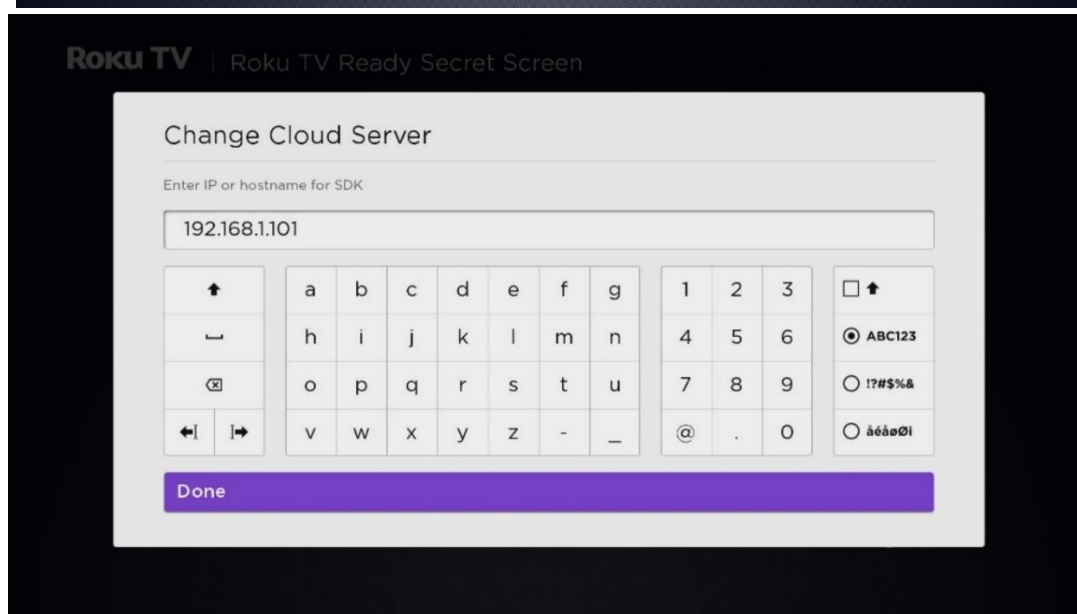 Roku TV | Roku TV Ready Secret Screen
Change Cloud Server
Enter IP or hostname for SDK
192.168.1.101
a b c d e f g 1 2 3
h i j k l m n 4 5 6 ABC123
o p q r s t u 7 8 9 !?#$%&
v w x y z - _ @ . 0 åéåøØi
Done